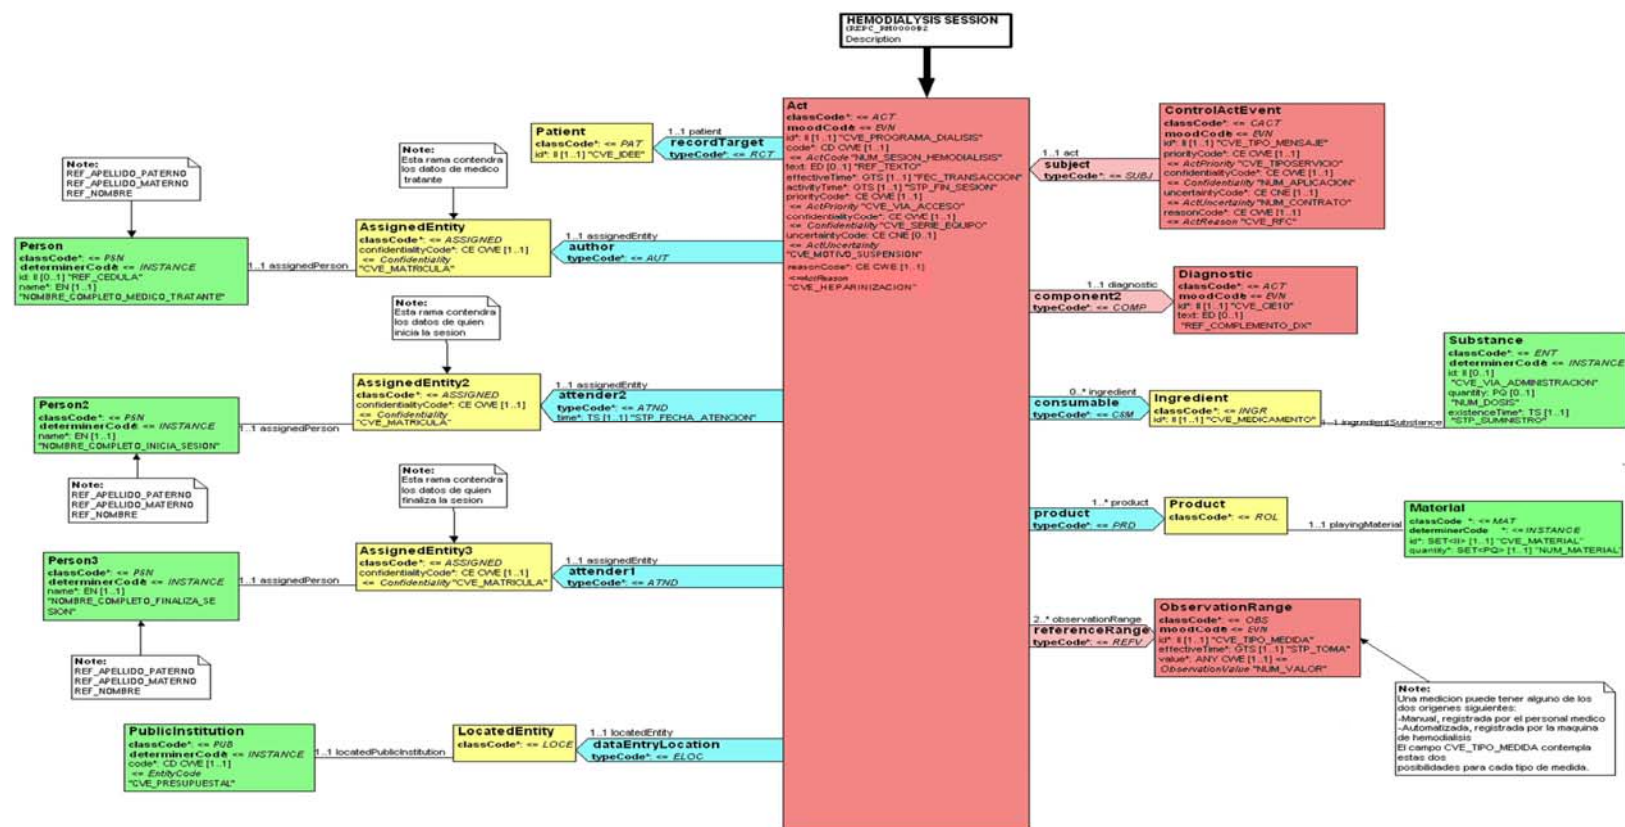 HEMODIALYSIS SESSION
(REPC_RM000082
Description
Act
classCode*: <= ACT
moodCode*: <= EVN
id*: II [1..1] "CVE_PROGRAMA_DIALISIS"
code*: CD CWE [1..1]
<= ActCode "NUM_SESION_HEMODIALISIS"
text: ED [0..1] "REF_TEXTO"
effectiveTime*: GTS [1..1] "FEC_TRANSACCION"
activityTime*: GTS [1..1] "STP_FIN_SESION"
priorityCode*: CE CWE [1..1]
<= ActPriority "CVE_VIA_ACCESO"
confidentialityCode*: CE CWE [1..1]
<= Confidentiality "CVE_SERIE_EQUIPO"
uncertaintyCode: CE CNE [0..1]
<= ActUncertainty
"CVE_MOTIVO_SUSPENSION"
reasonCode*: CE CWE [1..1]
<=ActReason
"CVE_HEPARINIZACION"
Patient
classCode*: <= PAT
id*: II [1..1] "CVE_IDEE"
1..1 patient
recordTarget
typeCode*: <= RCT
Note:
Esta rama contendra
los datos de medico
tratante
Note:
REF_APELLIDO_PATERNO
REF_APELLIDO_MATERNO
REF_NOMBRE
Person
classCode*: <= PSN
determinerCode*: <= INSTANCE
id: II [0..1] "REF_CEDULA"
name*: EN [1..1]
"NOMBRE_COMPLETO_MEDICO_TRATANTE"
1..1 assignedPerson
AssignedEntity
classCode*: <= ASSIGNED
confidentialityCode*: CE CWE [1..1]
<= Confidentiality
"CVE_MATRICULA"
1..1 assignedEntity
author
typeCode*: <= AUT
Note:
Esta rama contendra
los datos de quien
inicia la sesion
Person2
classCode*: <= PSN
determinerCode*: <= INSTANCE
name*: EN [1..1]
"NOMBRE_COMPLETO_INICIA_SESION"
1..1 assignedPerson
AssignedEntity2
classCode*: <= ASSIGNED
confidentialityCode*: CE CWE [1..1]
<= Confidentiality
"CVE_MATRICULA"
1..1 assignedEntity
attender2
typeCode*: <= ATND
time*: TS [1..1] "STP_FECHA_ATENCION"
Note:
REF_APELLIDO_PATERNO
REF_APELLIDO_MATERNO
REF_NOMBRE
Note:
Esta rama contendra
los datos de quien
finaliza la sesion
Person3
classCode*: <= PSN
determinerCode*: <= INSTANCE
name*: EN [1..1]
"NOMBRE_COMPLETO_FINALIZA_SE
SION"
1..1 assignedPerson
AssignedEntity3
classCode*: <= ASSIGNED
confidentialityCode*: CE CWE [1..1]
<= Confidentiality "CVE_MATRICULA"
1..1 assignedEntity
attender1
typeCode*: <= ATND
Note:
REF_APELLIDO_PATERNO
REF_APELLIDO_MATERNO
REF_NOMBRE
PublicInstitution
classCode*: <= PUB
determinerCode*: <= INSTANCE
code*: CD CWE [1..1]
<= EntityCode
"CVE_PRESUPUESTAL"
1..1 locatedPublicInstitution
LocatedEntity
classCode*: <= LOCE
1..1 locatedEntity
dataEntryLocation
typeCode*: <= ELOC
1..1 act
subject
typeCode*: <= SUBJ
ControlActEvent
classCode*: <= CACT
moodCode*: <= EVN
id*: II [1..1] "CVE_TIPO_MENSAJE"
priorityCode*: CE CWE [1..1]
<= ActPriority "CVE_TIPOSERVICIO"
confidentialityCode*: CE CWE [1..1]
<= Confidentiality "NUM_APLICACION"
uncertaintyCode*: CE CNE [1..1]
<= ActUncertainty "NUM_CONTRATO"
reasonCode*: CE CWE [1..1]
<= ActReason "CVE_RFC"
1..1 diagnostic
component2
typeCode*: <= COMP
Diagnostic
classCode*: <= ACT
moodCode*: <= EVN
id*: II [1..1] "CVE_CIE10"
text: ED [0..1]
"REF_COMPLEMENTO_DX"
0..* ingredient
consumable
typeCode*: <= CSM
Ingredient
classCode*: <= INGR
id*: II [1..1] "CVE_MEDICAMENTO"
1..1 ingredientSubstance
Substance
classCode*: <= ENT
determinerCode*: <= INSTANCE
id: II [0..1]
"CVE_VIA_ADMINISTRACION"
quantity: PQ [0..1]
"NUM_DOSIS"
existenceTime*: TS [1..1]
"STP_SUMINISTRO"
1..* product
product
typeCode*: <= PRD
Product
classCode*: <= ROL
1..1 playingMaterial
Material
classCode *: <= MAT
determinerCode *: <= INSTANCE
id*: SET<II> [1..1] "CVE_MATERIAL"
quantity*: SET<PQ> [1..1] "NUM_MATERIAL"
2..* observationRange
referenceRange
typeCode*: <= REFV
ObservationRange
classCode*: <= OBS
moodCode*: <= EVN
id*: II [1..1] "CVE_TIPO_MEDIDA"
effectiveTime*: GTS [1..1] "STP_TOMA"
value*: ANY CWE [1..1] <=
ObservationValue "NUM_VALOR"
Note:
Una medicion puede tener alguno de los
dos origenes siguientes:
-Manual, registrada por el personal medico
-Automatizada, registrada por la maquina
de hemodialisis
El campo CVE_TIPO_MEDIDA contempla
estas dos
posibilidades para cada tipo de medida.